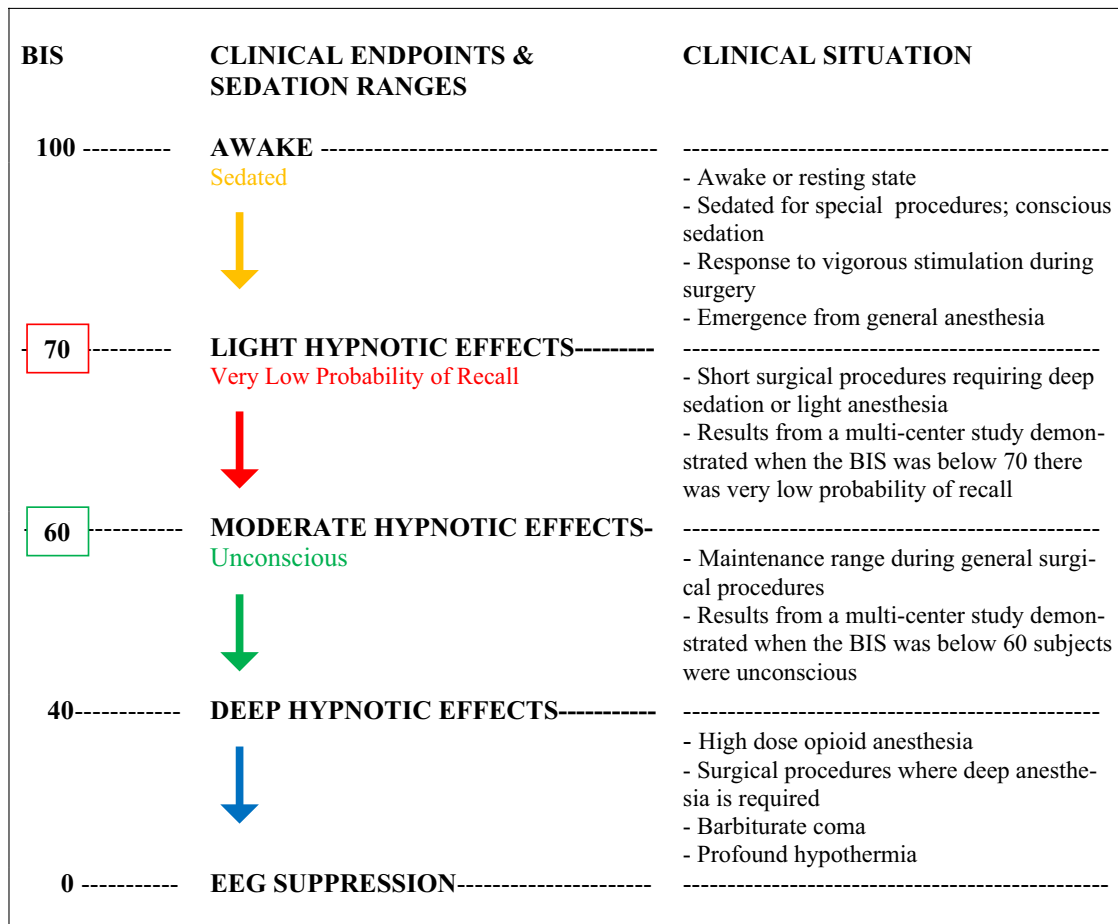 BIS CLINICAL ENDPOINTS & CLINICAL SITUATION
SEDATION RANGES
100 ---------- AWAKE -------------------------------------- ------------------------------------------------
Sedated
- Awake or resting state
- Sedated for special procedures; conscious
sedation
- Response to vigorous stimulation during
surgery
- Emergence from general anesthesia
70 --------- LIGHT HYPNOTIC EFFECTS--------- -----------------------------------------------
Very Low Probability of Recall
- Short surgical procedures requiring deep
sedation or light anesthesia
- Results from a multi-center study demon-
strated when the BIS was below 70 there
was very low probability of recall
60 ---------- MODERATE HYPNOTIC EFFECTS- -----------------------------------------------
Unconscious
- Maintenance range during general surgi-
cal procedures
- Results from a multi-center study demon-
strated when the BIS was below 60 subjects
were unconscious
40------------ DEEP HYPNOTIC EFFECTS----------- -----------------------------------------------
- High dose opioid anesthesia
- Surgical procedures where deep anesthe-
sia is required
- Barbiturate coma
- Profound hypothermia
0 ----------- EEG SUPPRESSION---------------------- ------------------------------------------------